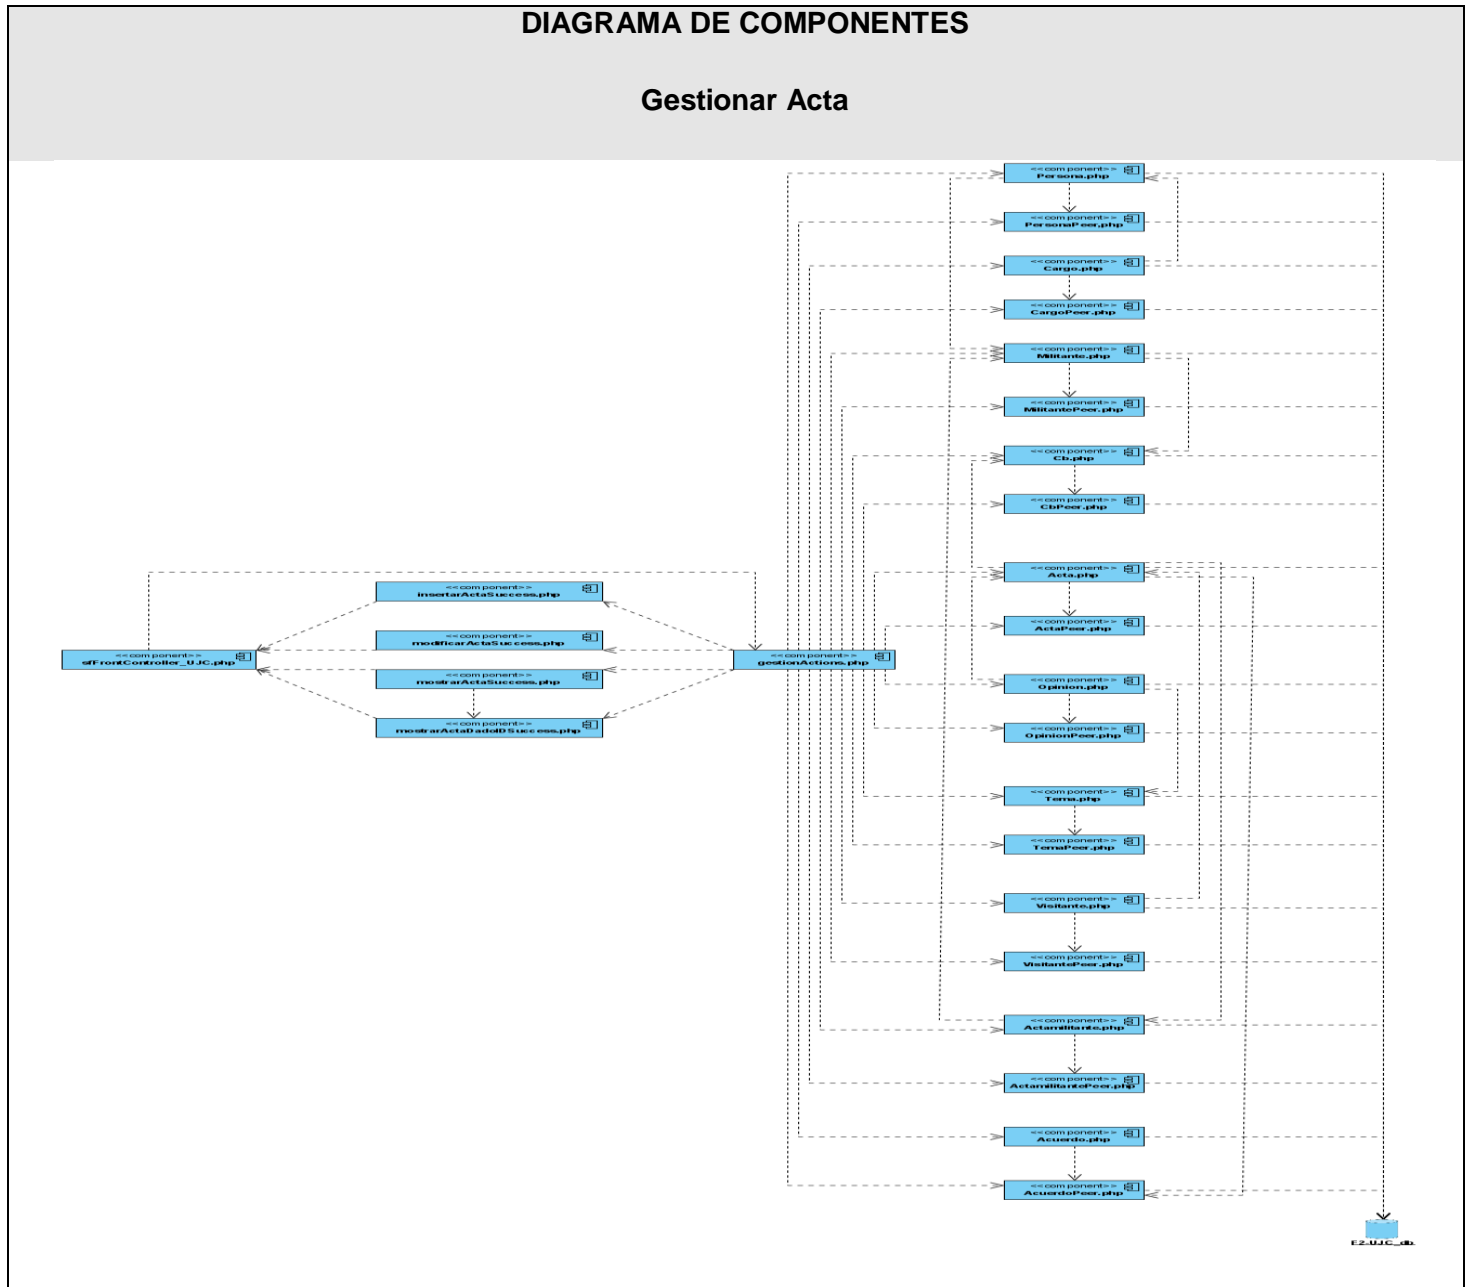 DIAGRAMA DE COMPONENTES
Gestionar Acta
<<component>>
Persona.php
<<component>>
PersonaPeer.php
<<component>>
Cargo.php
<<component>>
CargoPeer.php
<<component>>
Militante.php
<<component>>
MilitantePeer.php
<<component>>
Cb.php
<<component>>
CbPeer.php
<<component>>
Acta.php
<<component>>
ActaPeer.php
<<component>>
insertarActaSuccess.php
<<component>>
modificarActaSuccess.php
<<component>>
sfFrontController_UJC.php
<<component>>
gestionActions.php
<<component>>
mostrarActaSuccess.php
<<component>>
mostrarActaDadoIDSuccess.php
<<component>>
Opinion.php
<<component>>
OpinionPeer.php
<<component>>
Tema.php
<<component>>
TemaPeer.php
<<component>>
Visitante.php
<<component>>
VisitantePeer.php
<<component>>
Actamilitante.php
<<component>>
ActamilitantePeer.php
<<component>>
Acuerdo.php
<<component>>
AcuerdoPeer.php
E2-UJC_db